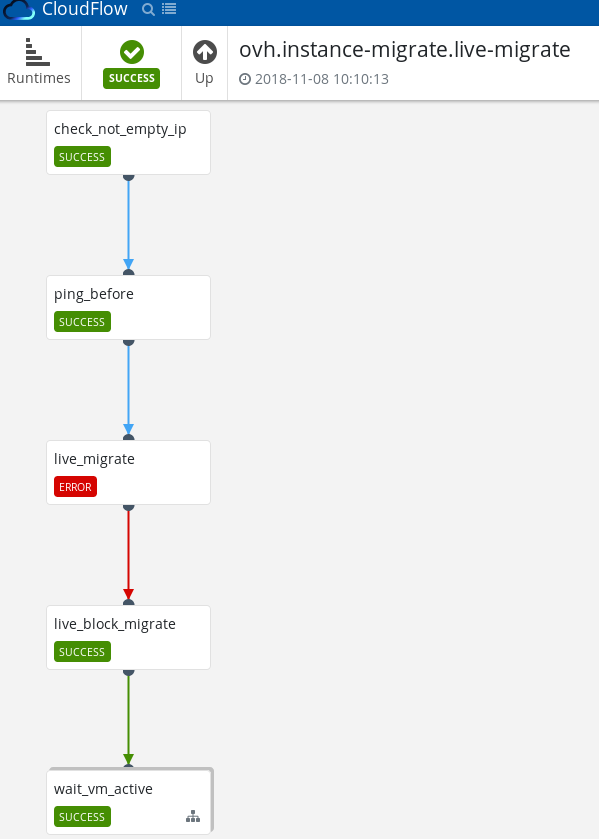 CloudFlow
Runtimes
SUCCESS
Up
ovh.instance-migrate.live-migrate
2018-11-08 10:10:13
check_not_empty_ip
SUCCESS
ping_before
SUCCESS
live_migrate
ERROR
live_block_migrate
SUCCESS
wait_vm_active
SUCCESS